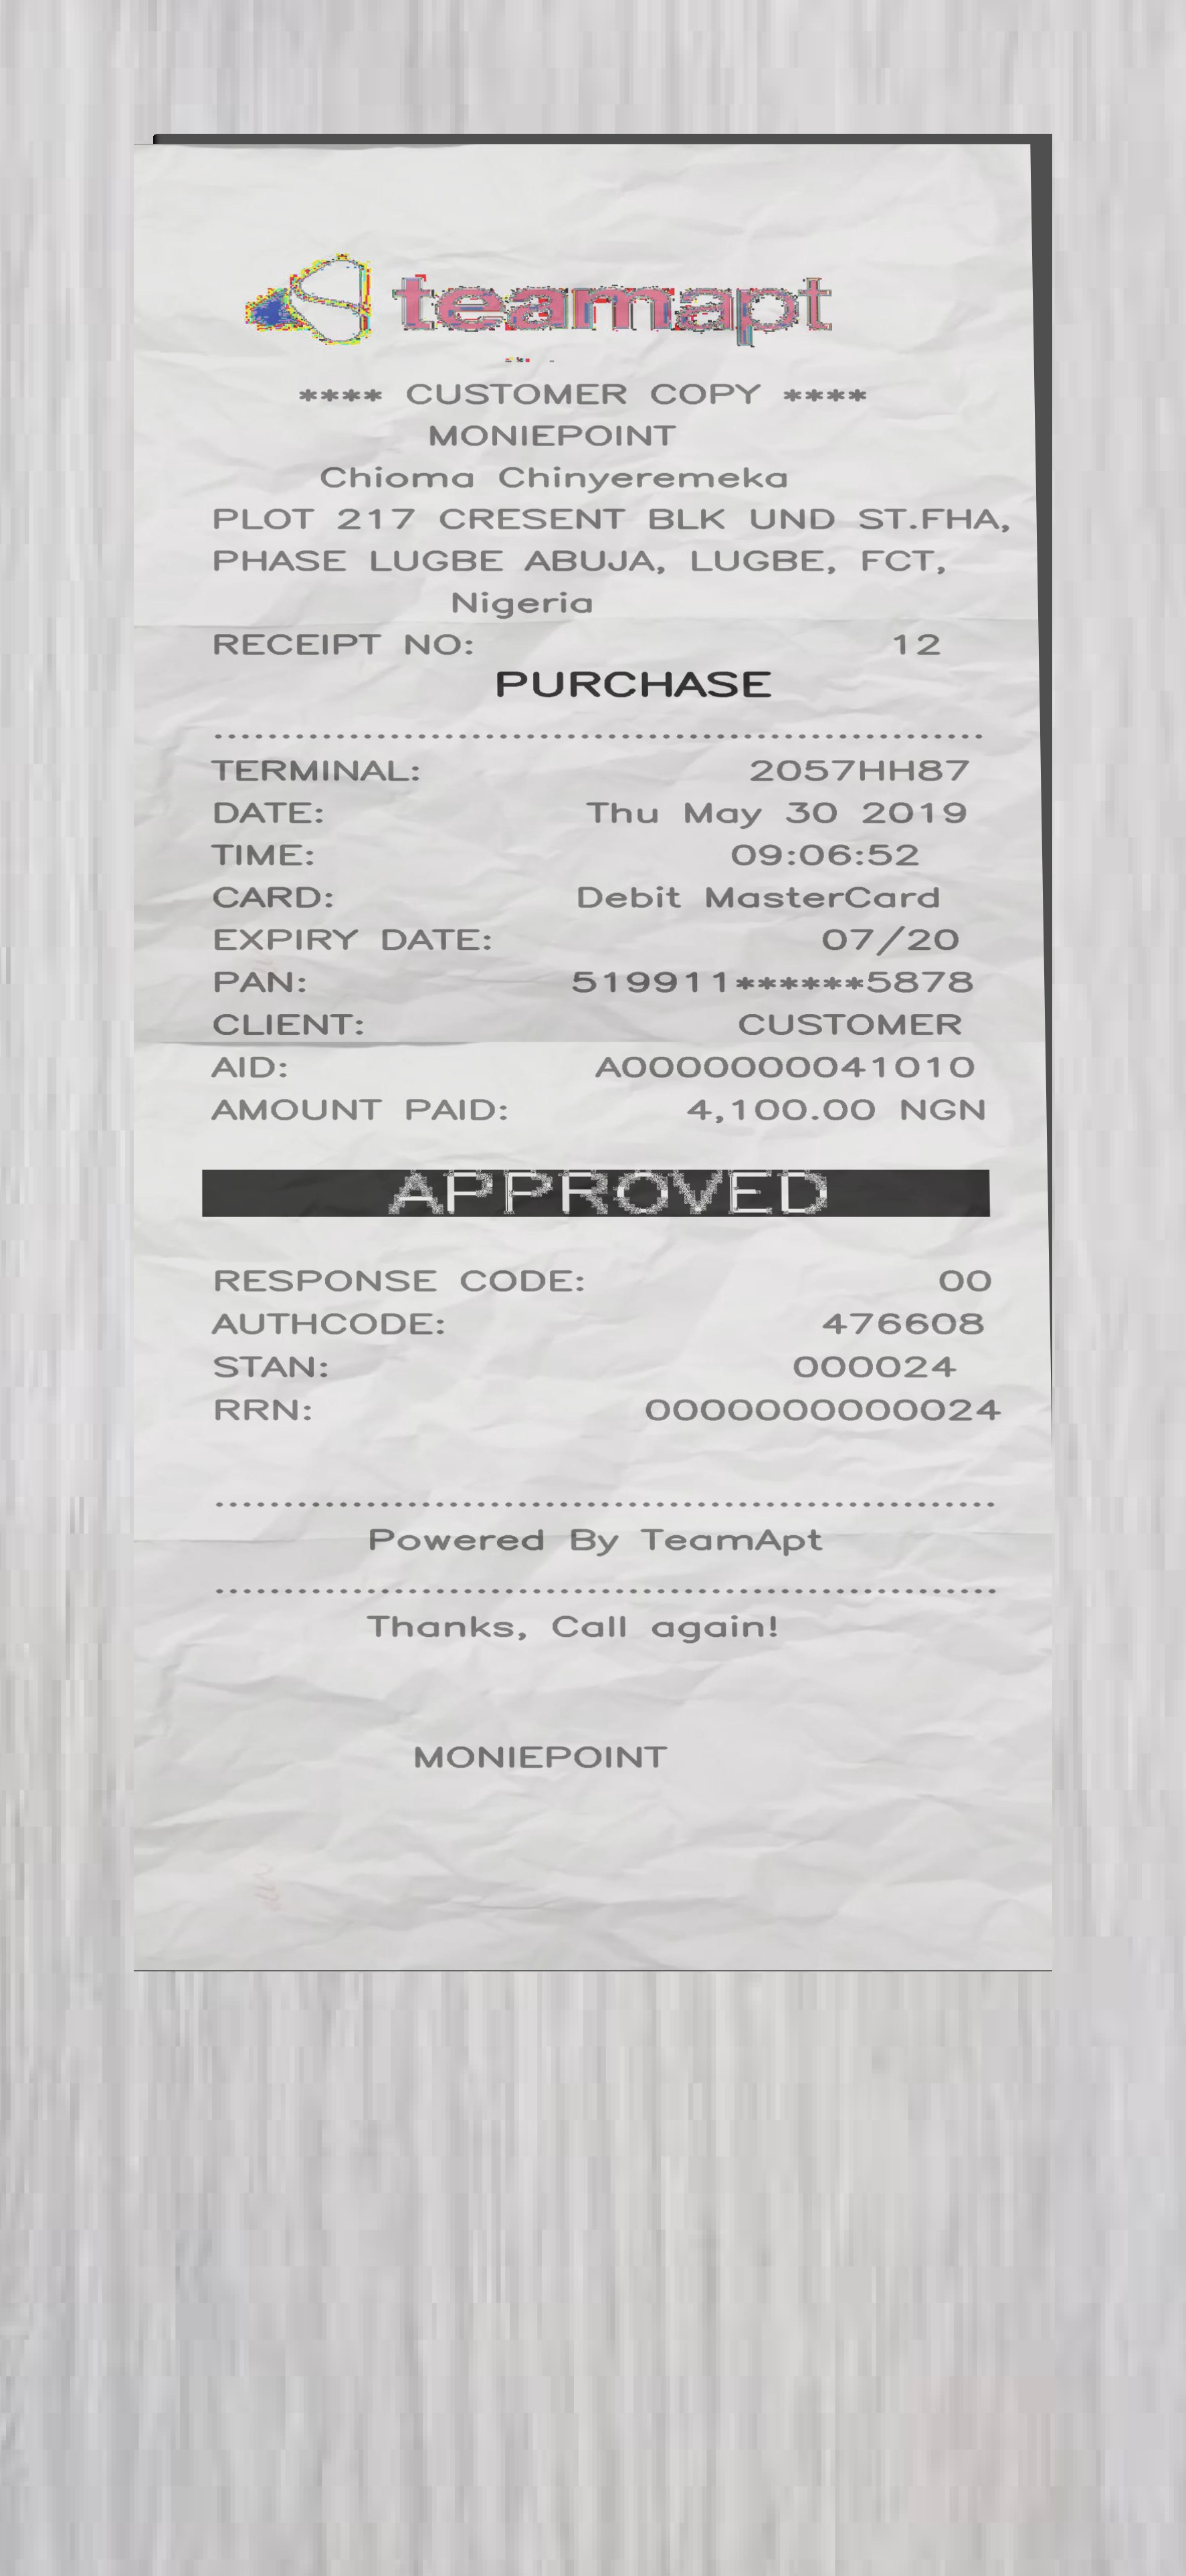 teamapt
**** CUSTOMER COPY ****
MONIEPOINT
Chioma Chinyeremeka
PLOT 217 CRESENT BLK UND ST.FHA,
PHASE LUGBE ABUJA, LUGBE, FCT,
Nigeria
RECEIPT NO: 12
PURCHASE
TERMINAL: 2057HH87
DATE: Thu May 30 2019
TIME: 09:06:52
CARD: Debit MasterCard
EXPIRY DATE: 07/20
PAN: 519911******5878
CLIENT: CUSTOMER
AID: A0000000041010
AMOUNT PAID: 4,100.00 NGN
APPROVED
RESPONSE CODE: 00
AUTHCODE: 476608
STAN: 000024
RRN: 0000000000024
Powered By TeamApt
Thanks, Call again!
MONIEPOINT